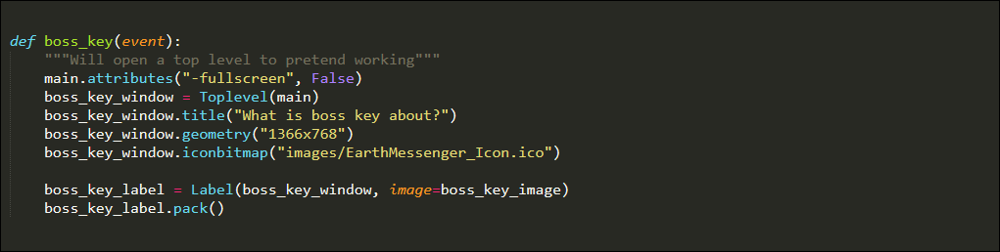 def boss_key(event):
    """Will open a top level to pretend working"""
    main.attributes("-fullscreen", False)
    boss_key_window = Toplevel(main)
    boss_key_window.title("What is boss key about?")
    boss_key_window.geometry("1366x768")
    boss_key_window.iconbitmap("images/EarthMessenger_Icon.ico")

    boss_key_label = Label(boss_key_window, image=boss_key_image)
    boss_key_label.pack()